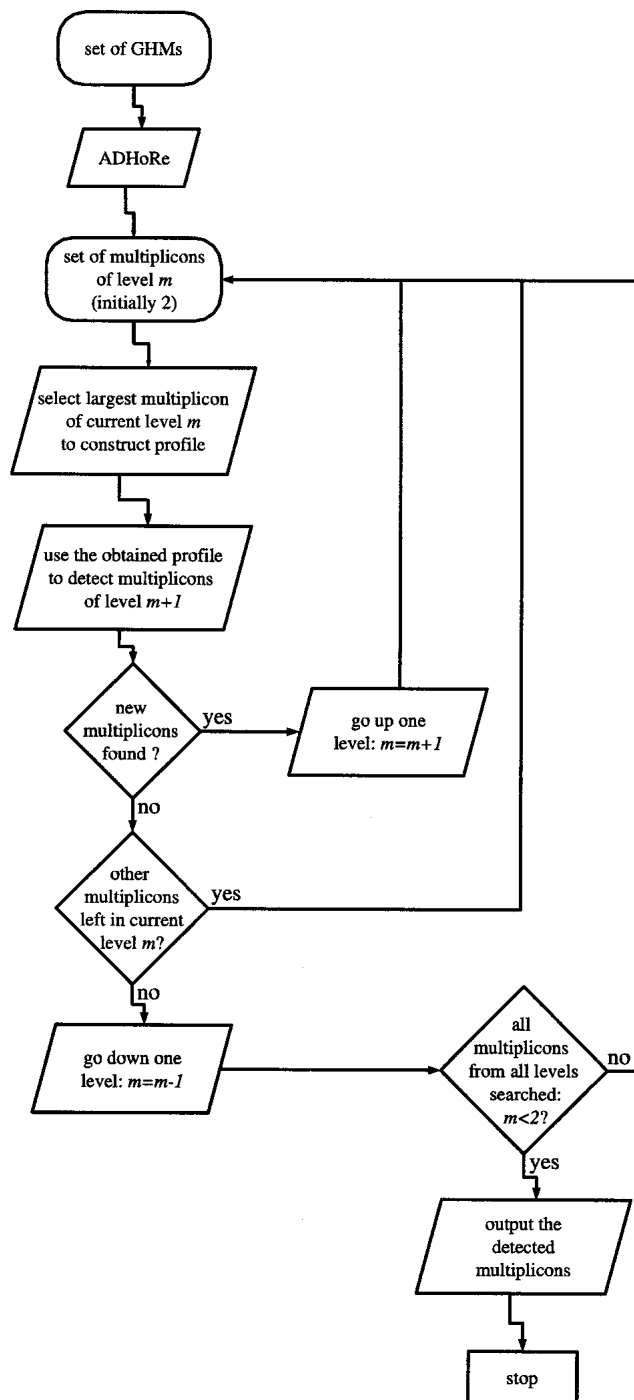 set of GHMs
ADHoRe
set of multiplicons
of level m
(initially 2)
select largest multiplicon
of current level m
to construct profile
use the obtained profile
to detect multiplicons
of level m+1
new
multiplicons
found ?
yes
go up one
level: m=m+1
no
other
multiplicons
left in current
level m?
yes
no
go down one
level: m=m-1
all
multiplicons
from all levels
searched:
m<2?
no
yes
output the
detected
multiplicons
stop